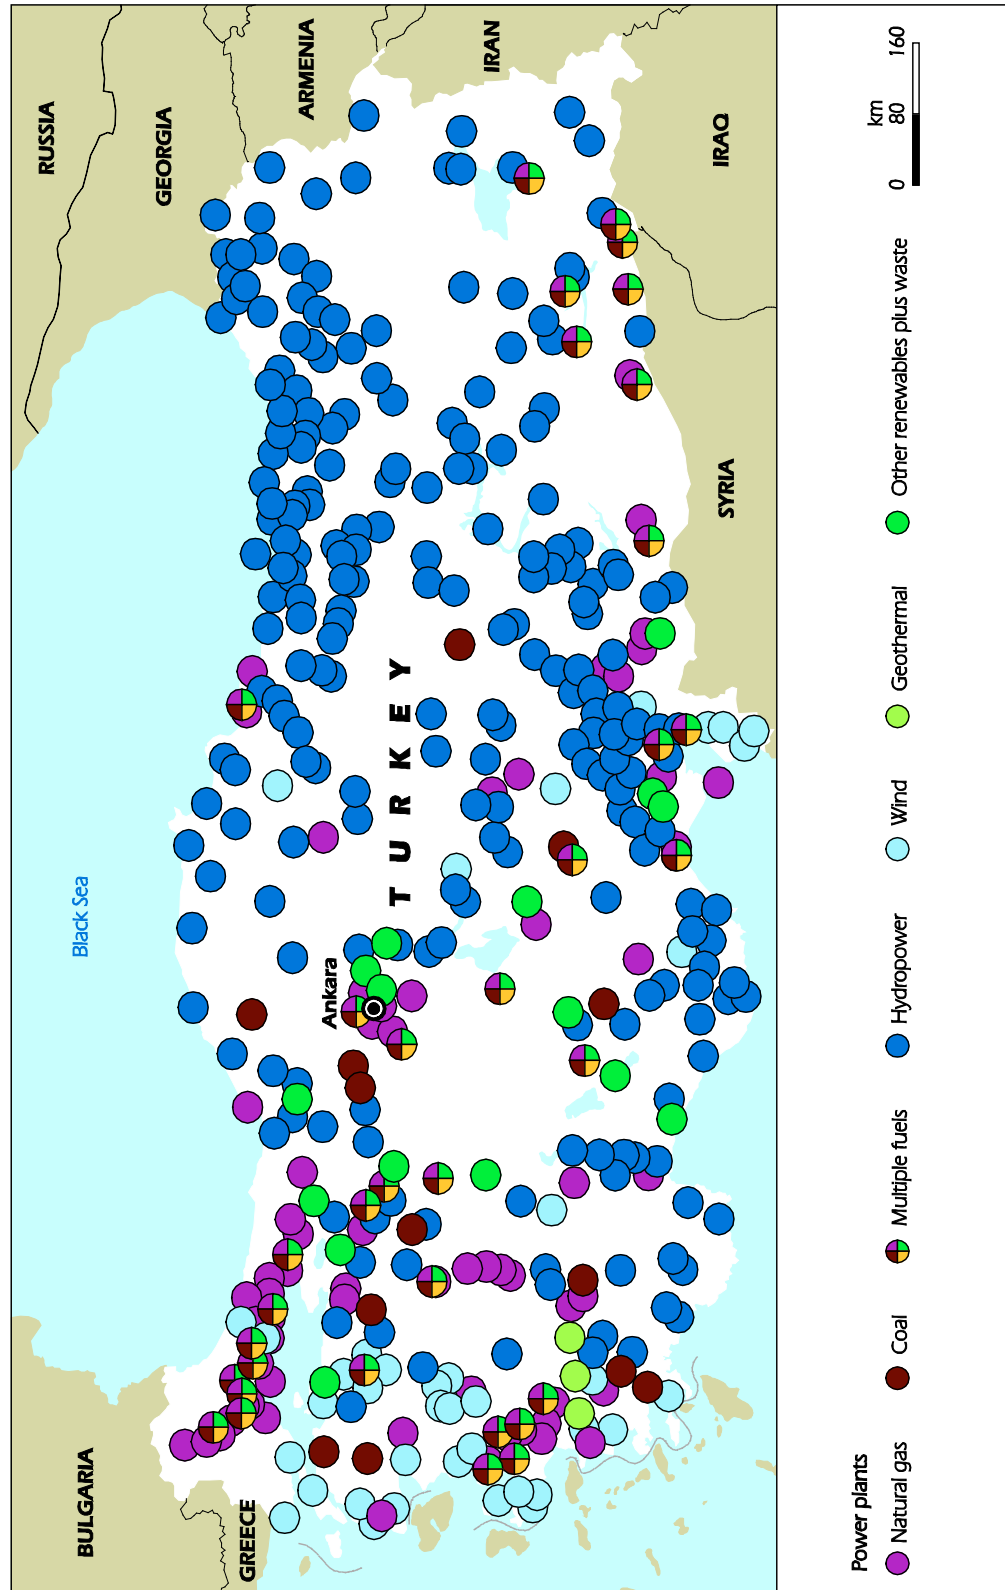 RUSSIA
GEORGIA
ARMENIA
IRAN
BULGARIA
GREECE
Black Sea
Ankara
TURKEY
SYRIA
IRAQ
km
0 80 160
Power plants
Natural gas
Coal
Multiple fuels
Hydropower
Wind
Geothermal
Other renewables plus waste